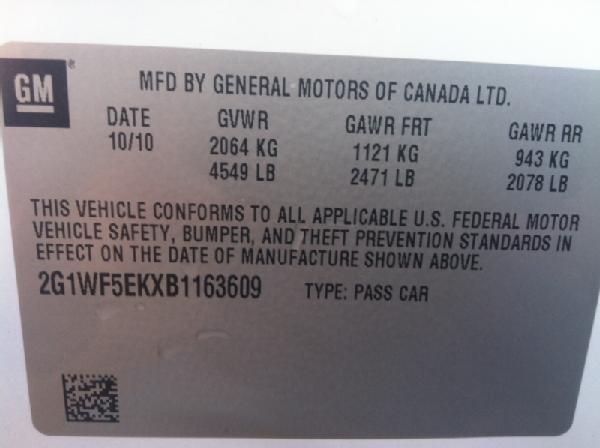 GM
MFD BY GENERAL MOTORS OF CANADA LTD.
DATE GVWR GAWR FRT GAWR RR
10/10 2064 KG 1121 KG 943 KG
4549 LB 2471 LB 2078 LB
THIS VEHICLE CONFORMS TO ALL APPLICABLE U.S. FEDERAL MOTOR
VEHICLE SAFETY, BUMPER, AND THEFT PREVENTION STANDARDS IN
EFFECT ON THE DATE OF MANUFACTURE SHOWN ABOVE.
2G1WF5EKXB1163609 TYPE: PASS CAR